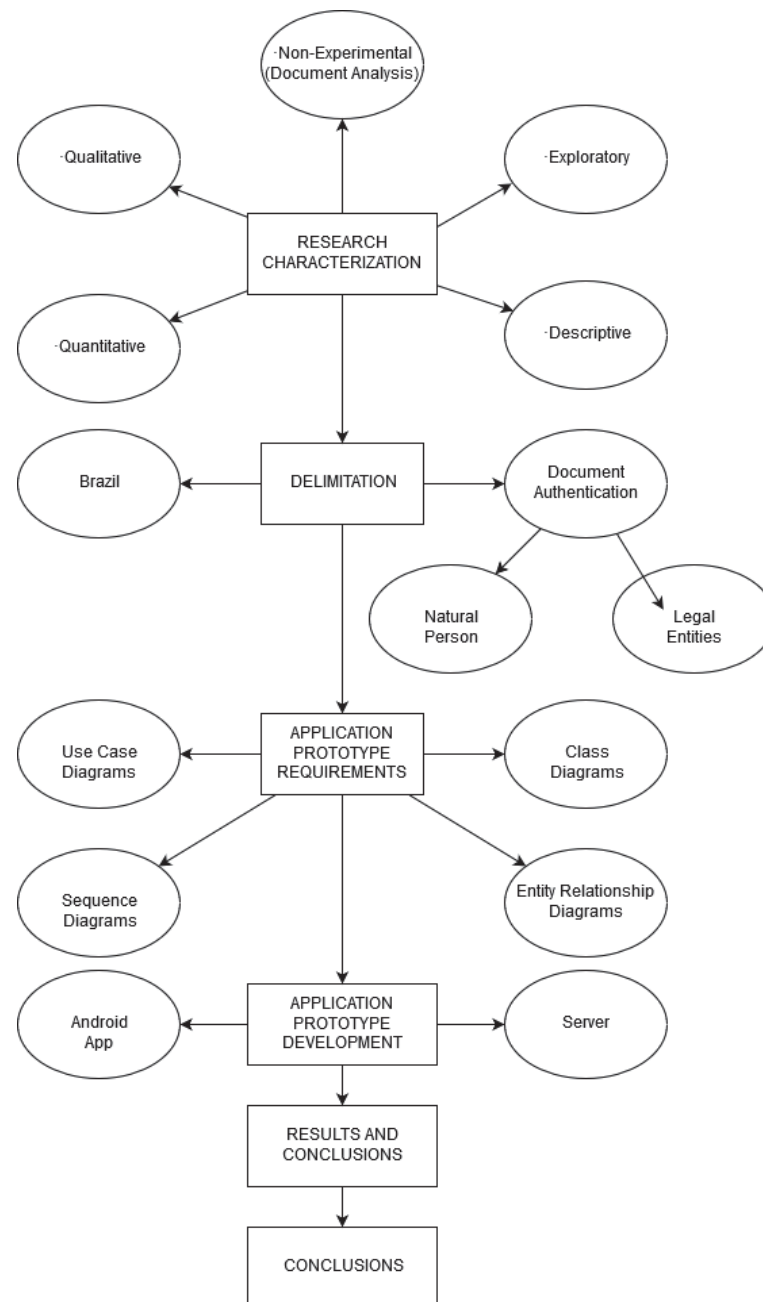 ·Non-Experimental
(Document Analysis)
·Qualitative
·Exploratory
RESEARCH
CHARACTERIZATION
·Quantitative
·Descriptive
Brazil
DELIMITATION
Document
Authentication
Natural
Person
Legal
Entities
Use Case
Diagrams
APPLICATION
PROTOTYPE
REQUIREMENTS
Class
Diagrams
Sequence
Diagrams
Entity Relationship
Diagrams
Android
App
APPLICATION
PROTOTYPE
DEVELOPMENT
Server
RESULTS AND
CONCLUSIONS
CONCLUSIONS